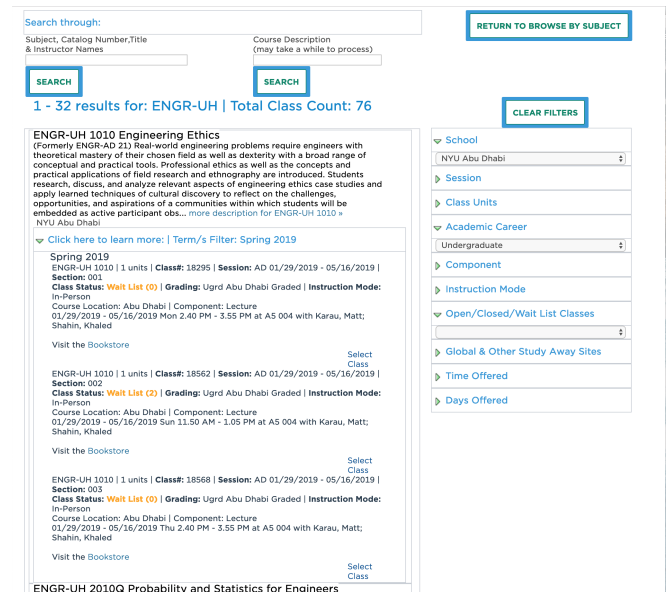 Search through:
RETURN TO BROWSE BY SUBJECT
Subject, Catalog Number,Title
& Instructor Names
Course Description
(may take a while to process)
SEARCH
SEARCH
1 - 32 results for: ENGR-UH | Total Class Count: 76
CLEAR FILTERS
ENGR-UH 1010 Engineering Ethics
(Formerly ENGR-AD 21) Real-world engineering problems require engineers with
theoretical mastery of their chosen field as well as dexterity with a broad range of
conceptual and practical tools. Professional ethics as well as the concepts and
practical applications of field research and ethnography are introduced. Students
research, discuss, and analyze relevant aspects of engineering ethics case studies and
apply learned techniques of cultural discovery to reflect on the challenges,
opportunities, and aspirations of a communities within which students will be
embedded as active participant obs... more description for ENGR-UH 1010 »
NYU Abu Dhabi
Click here to learn more: | Term/s Filter: Spring 2019
Spring 2019
ENGR-UH 1010 | 1 units | Class#: 18295 | Session: AD 01/29/2019 - 05/16/2019 |
Section: 001
Class Status: Wait List (0) | Grading: Ugrd Abu Dhabi Graded | Instruction Mode:
In-Person
Course Location: Abu Dhabi | Component: Lecture
01/29/2019 - 05/16/2019 Mon 2.40 PM - 3.55 PM at A5 004 with Karau, Matt;
Shahin, Khaled
Visit the Bookstore
Select
Class
ENGR-UH 1010 | 1 units | Class#: 18562 | Session: AD 01/29/2019 - 05/16/2019 |
Section: 002
Class Status: Wait List (2) | Grading: Ugrd Abu Dhabi Graded | Instruction Mode:
In-Person
Course Location: Abu Dhabi | Component: Lecture
01/29/2019 - 05/16/2019 Sun 11.50 AM - 1.05 PM at A5 004 with Karau, Matt;
Shahin, Khaled
Visit the Bookstore
Select
Class
ENGR-UH 1010 | 1 units | Class#: 18568 | Session: AD 01/29/2019 - 05/16/2019 |
Section: 003
Class Status: Wait List (0) | Grading: Ugrd Abu Dhabi Graded | Instruction Mode:
In-Person
Course Location: Abu Dhabi | Component: Lecture
01/29/2019 - 05/16/2019 Thu 2.40 PM - 3.55 PM at A5 004 with Karau, Matt;
Shahin, Khaled
Visit the Bookstore
Select
Class
ENGR-UH 2010Q Probability and Statistics for Engineers
School
NYU Abu Dhabi
Session
Class Units
Academic Career
Undergraduate
Component
Instruction Mode
Open/Closed/Wait List Classes
Global & Other Study Away Sites
Time Offered
Days Offered